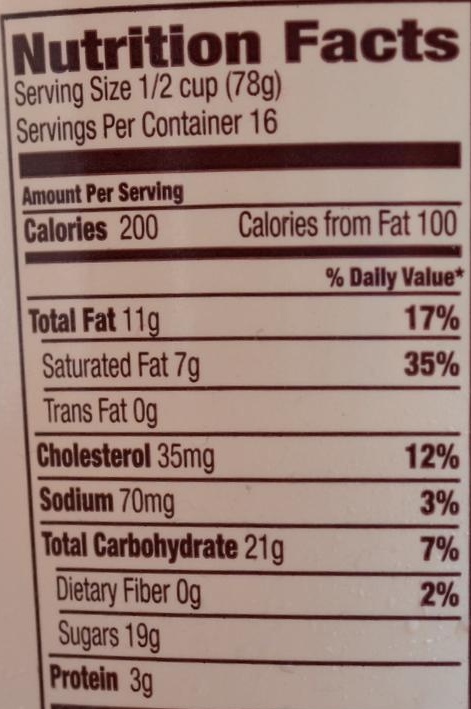 Nutrition Facts
Serving Size 1/2 cup (78g)
Servings Per Container 16
Amount Per Serving
Calories 200 Calories from Fat 100
% Daily Value*
Total Fat 11g 17%
Saturated Fat 7g 35%
Trans Fat 0g
Cholesterol 35mg 12%
Sodium 70mg 3%
Total Carbohydrate 21g 7%
Dietary Fiber 0g 2%
Sugars 19g
Protein 3g